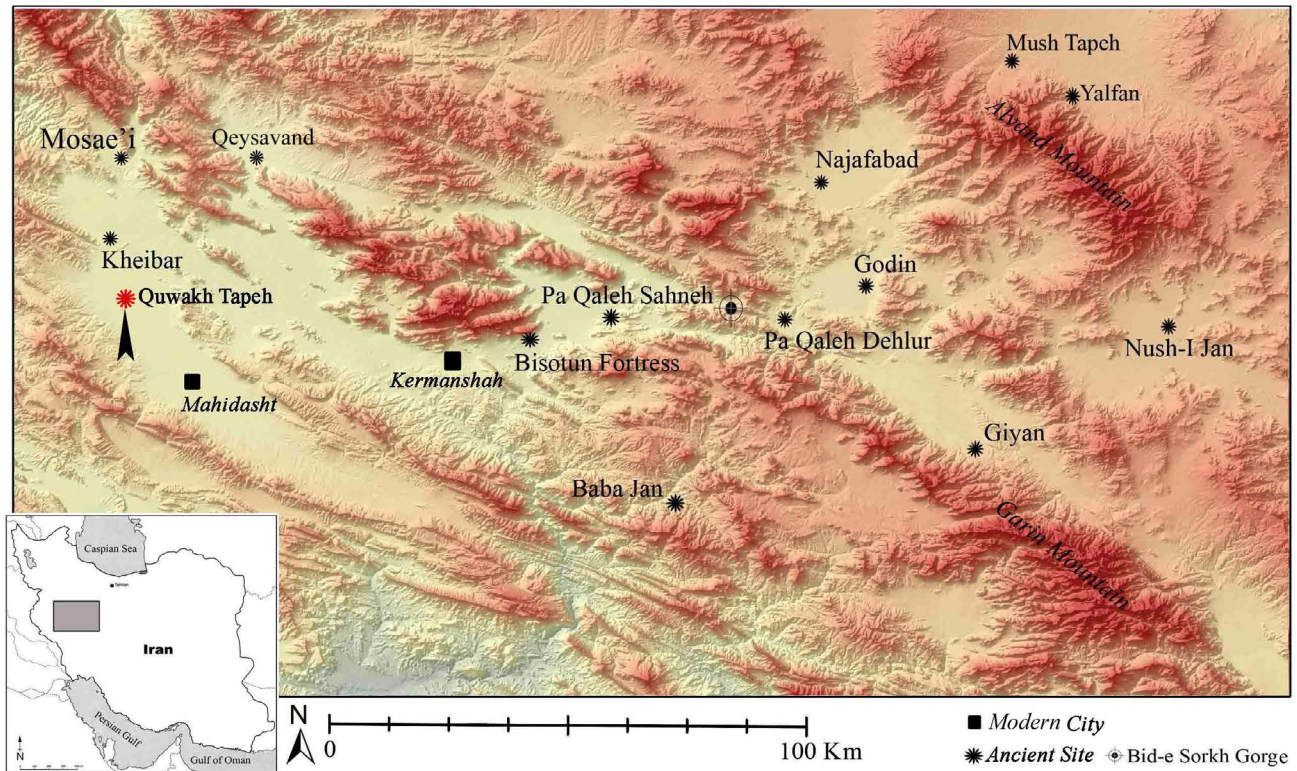 Mush Tapeh
Yalfan
Alvand Mountain
Mosae'i
Qeysavand
Najafabad
Kheibar
Godin
Quwakh Tapeh
Pa Qaleh Sahneh
Pa Qaleh Dehlur
Nush-I Jan
Bisotun Fortress
Kermanshah
Mahidasht
Giyan
Baba Jan
Garin Mountain
Caspian Sea
Tehran
Iran
Persian Gulf
Gulf of Oman
N
N
0
100 Km
Modern City
Ancient Site
Bid-e Sorkh Gorge